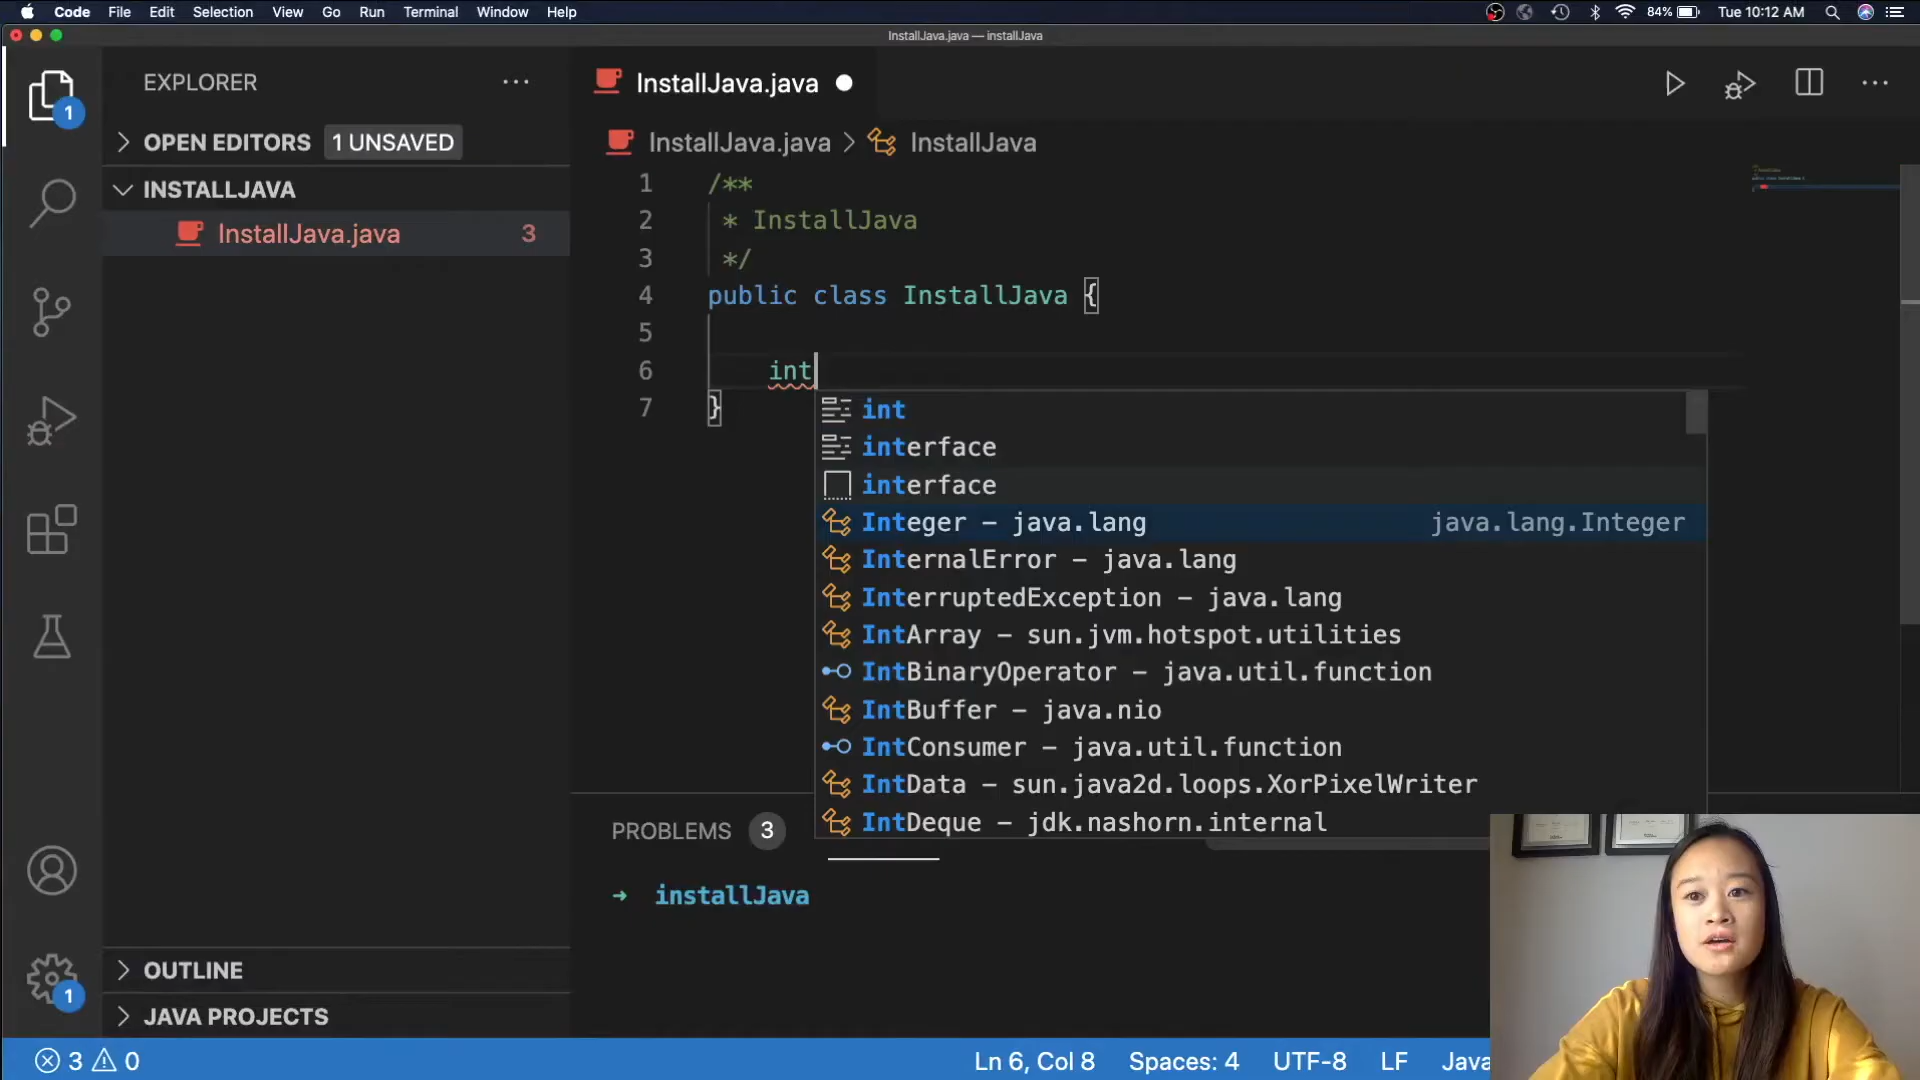 Code File Edit Selection View Go Run Terminal Window Help 84% Tue 10:12 AM
InstallJava.java — installJava
EXPLORER
InstallJava.java
1
OPEN EDITORS 1 UNSAVED
InstallJava.java InstallJava
INSTALLJAVA
InstallJava.java 3
1 /**
2 * InstallJava
3 */
4 public class InstallJava {
5
6 int
7 }
int
interface
interface
Integer – java.lang java.lang.Integer
InternalError – java.lang
InterruptedException – java.lang
IntArray – sun.jvm.hotspot.utilities
IntBinaryOperator – java.util.function
IntBuffer – java.nio
IntConsumer – java.util.function
IntData – sun.java2d.loops.XorPixelWriter
IntDeque – jdk.nashorn.internal
PROBLEMS 3
➜ installJava
OUTLINE
1
JAVA PROJECTS
3 0 Ln 6, Col 8 Spaces: 4 UTF-8 LF Java